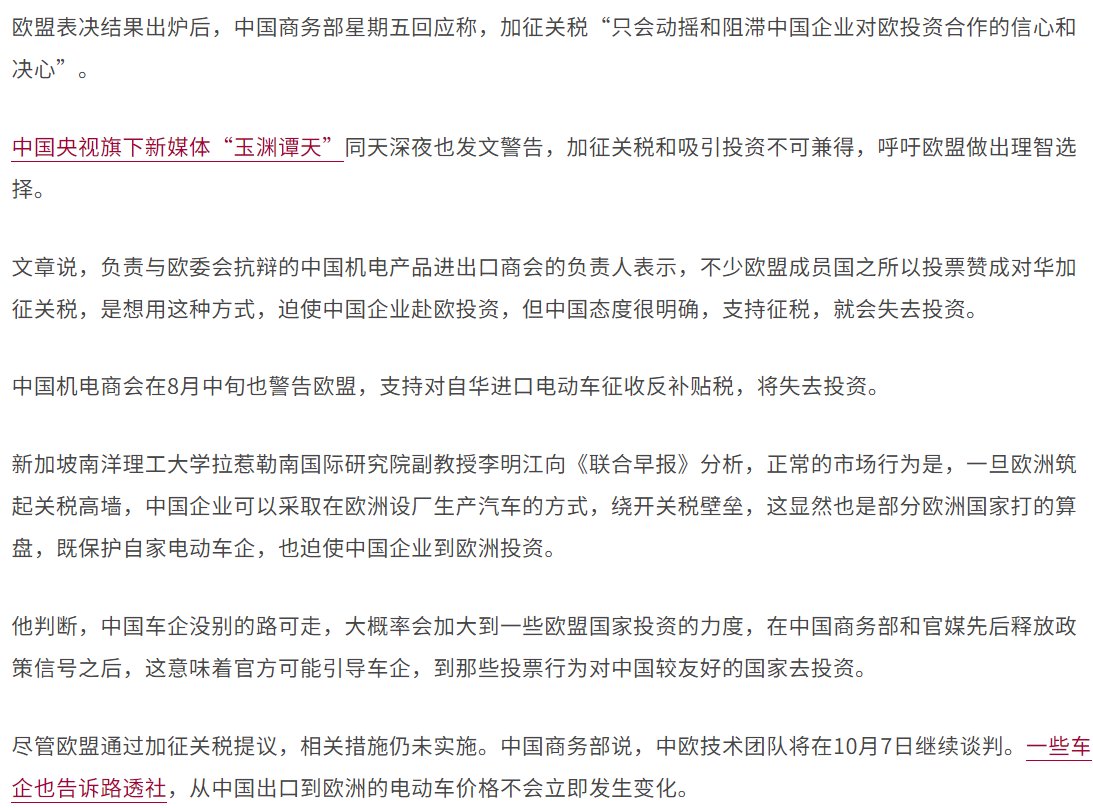 欧盟表决结果出炉后，中国商务部星期五回应称，加征关税“只会动摇和阻滞中国企业对欧投资合作的信心和
决心”。
中国央视旗下新媒体“玉渊谭天”同天深夜也发文警告，加征关税和吸引投资不可兼得，呼吁欧盟做出理智选
择。
文章说，负责与欧委会抗辩的中国机电产品进出口商会的负责人表示，不少欧盟成员国之所以投票赞成对华加
征关税，是想用这种方式，迫使中国企业赴欧投资，但中国态度很明确，支持征税，就会失去投资。
中国机电商会在8月中旬也警告欧盟，支持对自华进口电动车征收反补贴税，将失去投资。
新加坡南洋理工大学拉惹勒南国际研究院副教授李明江向《联合早报》分析，正常的市场行为是，一旦欧洲筑
起关税高墙，中国企业可以采取在欧洲设厂生产汽车的方式，绕开关税壁垒，这显然也是部分欧洲国家打的算
盘，既保护自家电动车企，也迫使中国企业到欧洲投资。
他判断，中国车企没别的路可走，大概率会加大到一些欧盟国家投资的力度，在中国商务部和官媒先后释放政
策信号之后，这意味着官方可能引导车企，到那些投票行为对中国较友好的国家去投资。
尽管欧盟通过加征关税提议，相关措施仍未实施。中国商务部说，中欧技术团队将在10月7日继续谈判。一些车
企也告诉路透社，从中国出口到欧洲的电动车价格不会立即发生变化。